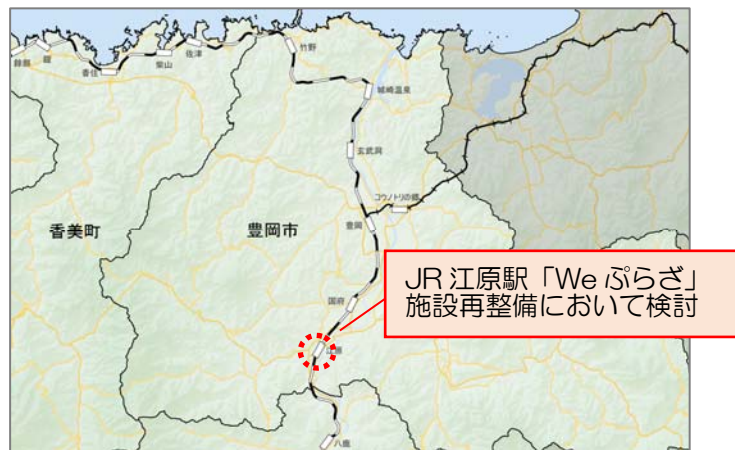 竹野
佐津
柴山
香住
鎧
餘部
城崎温泉
玄武洞
コウノトリの郷
豊岡
香美町
豊岡市
JR 江原駅「We ぷらざ」
施設再整備において検討
国府
江原
八鹿